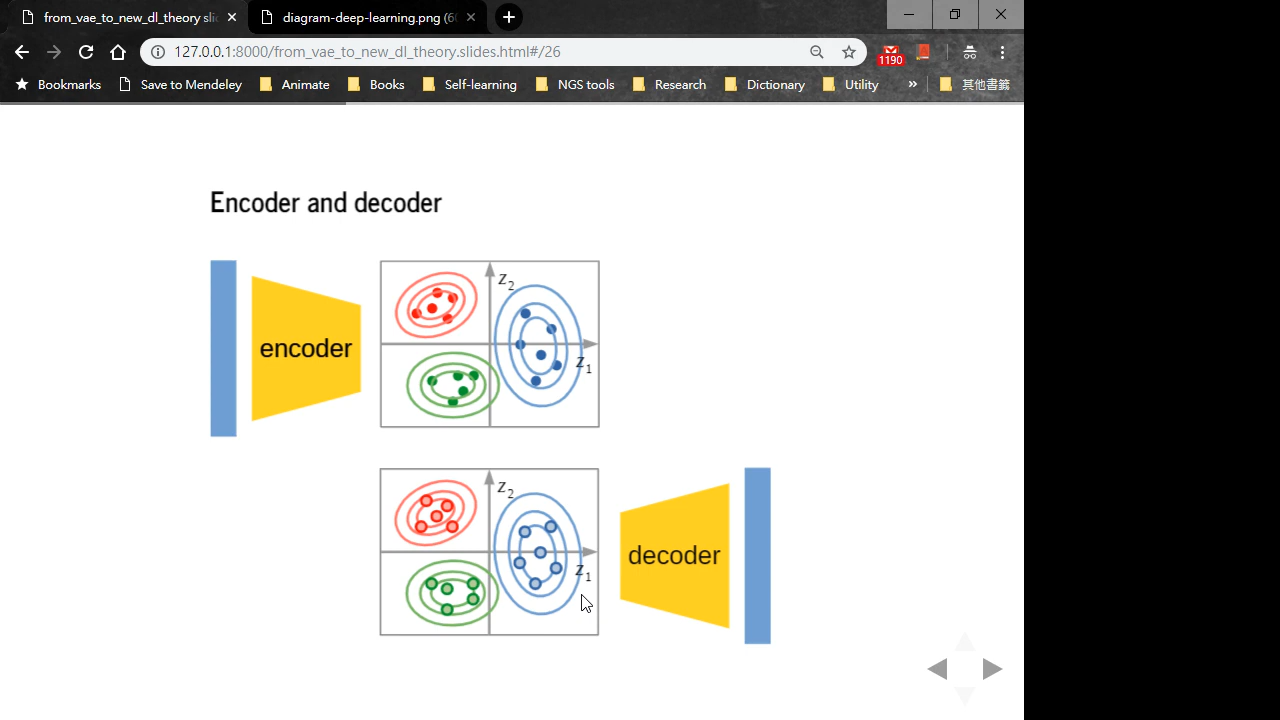 from_vae_to_new_dl_theory sli
diagram-deep-learning.png (60
127.0.0.1:8000/from_vae_to_new_dl_theory.slides.html#/26
1190
Bookmarks Save to Mendeley Animate Books Self-learning NGS tools Research Dictionary Utility » 其他書籤
Encoder and decoder
encoder
z2
z1
z2
z1
decoder